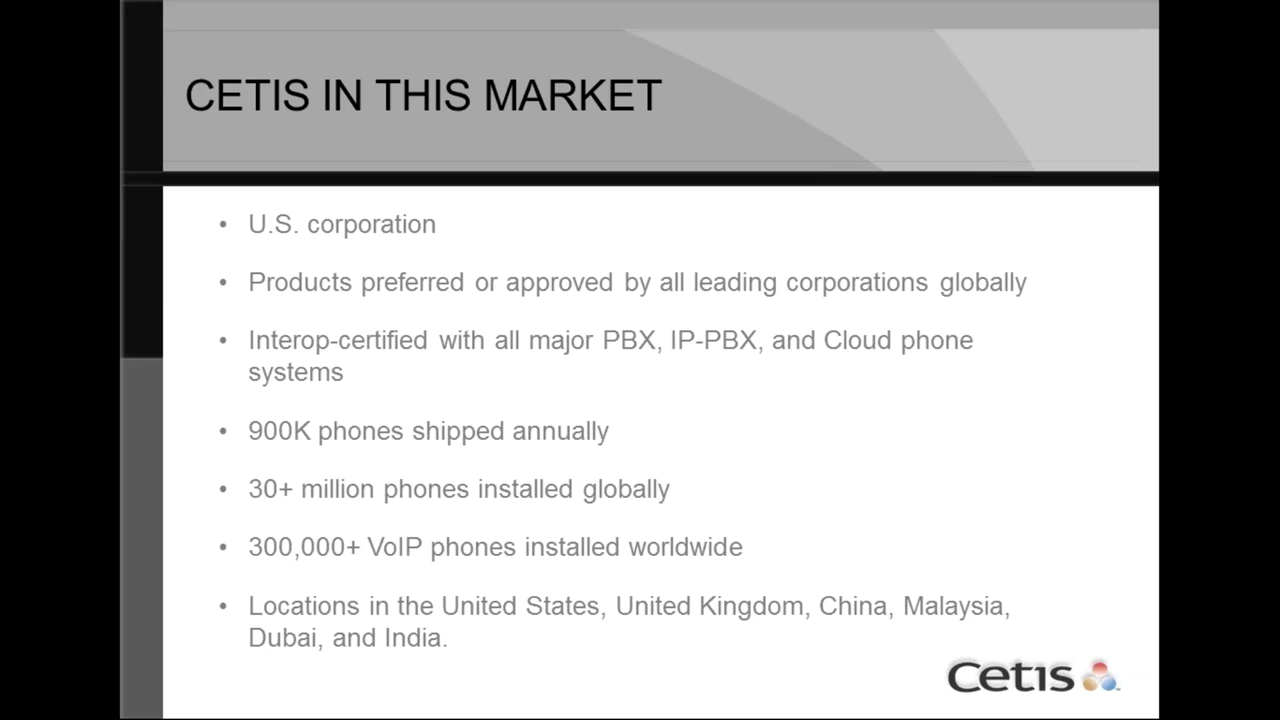 CETIS IN THIS MARKET
• U.S. corporation
• Products preferred or approved by all leading corporations globally
• Interop-certified with all major PBX, IP-PBX, and Cloud phone
systems
• 900K phones shipped annually
• 30+ million phones installed globally
• 300,000+ VoIP phones installed worldwide
• Locations in the United States, United Kingdom, China, Malaysia,
Dubai, and India.
Cetis